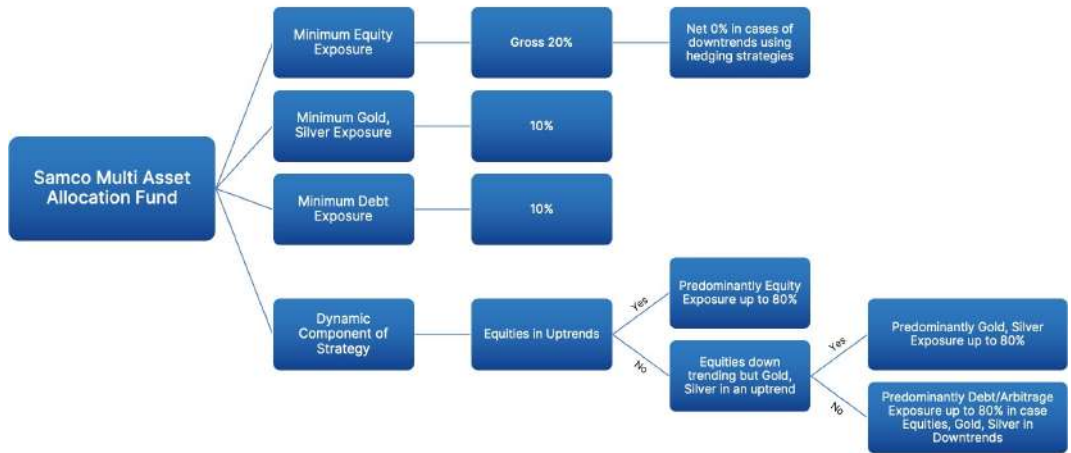 Samco Multi Asset
Allocation Fund
Minimum Equity
Exposure
Gross 20%
Net 0% in cases of
downtrends using
hedging strategies
Minimum Gold,
Silver Exposure
10%
Minimum Debt
Exposure
10%
Dynamic
Component of
Strategy
Equities in Uptrends
Yes
Predominantly Equity
Exposure up to 80%
No
Equities down
trending but Gold,
Silver in an uptrend
Yes
Predominantly Gold, Silver
Exposure up to 80%
No
Predominantly Debt/Arbitrage
Exposure up to 80% in case
Equities, Gold, Silver in
Downtrends